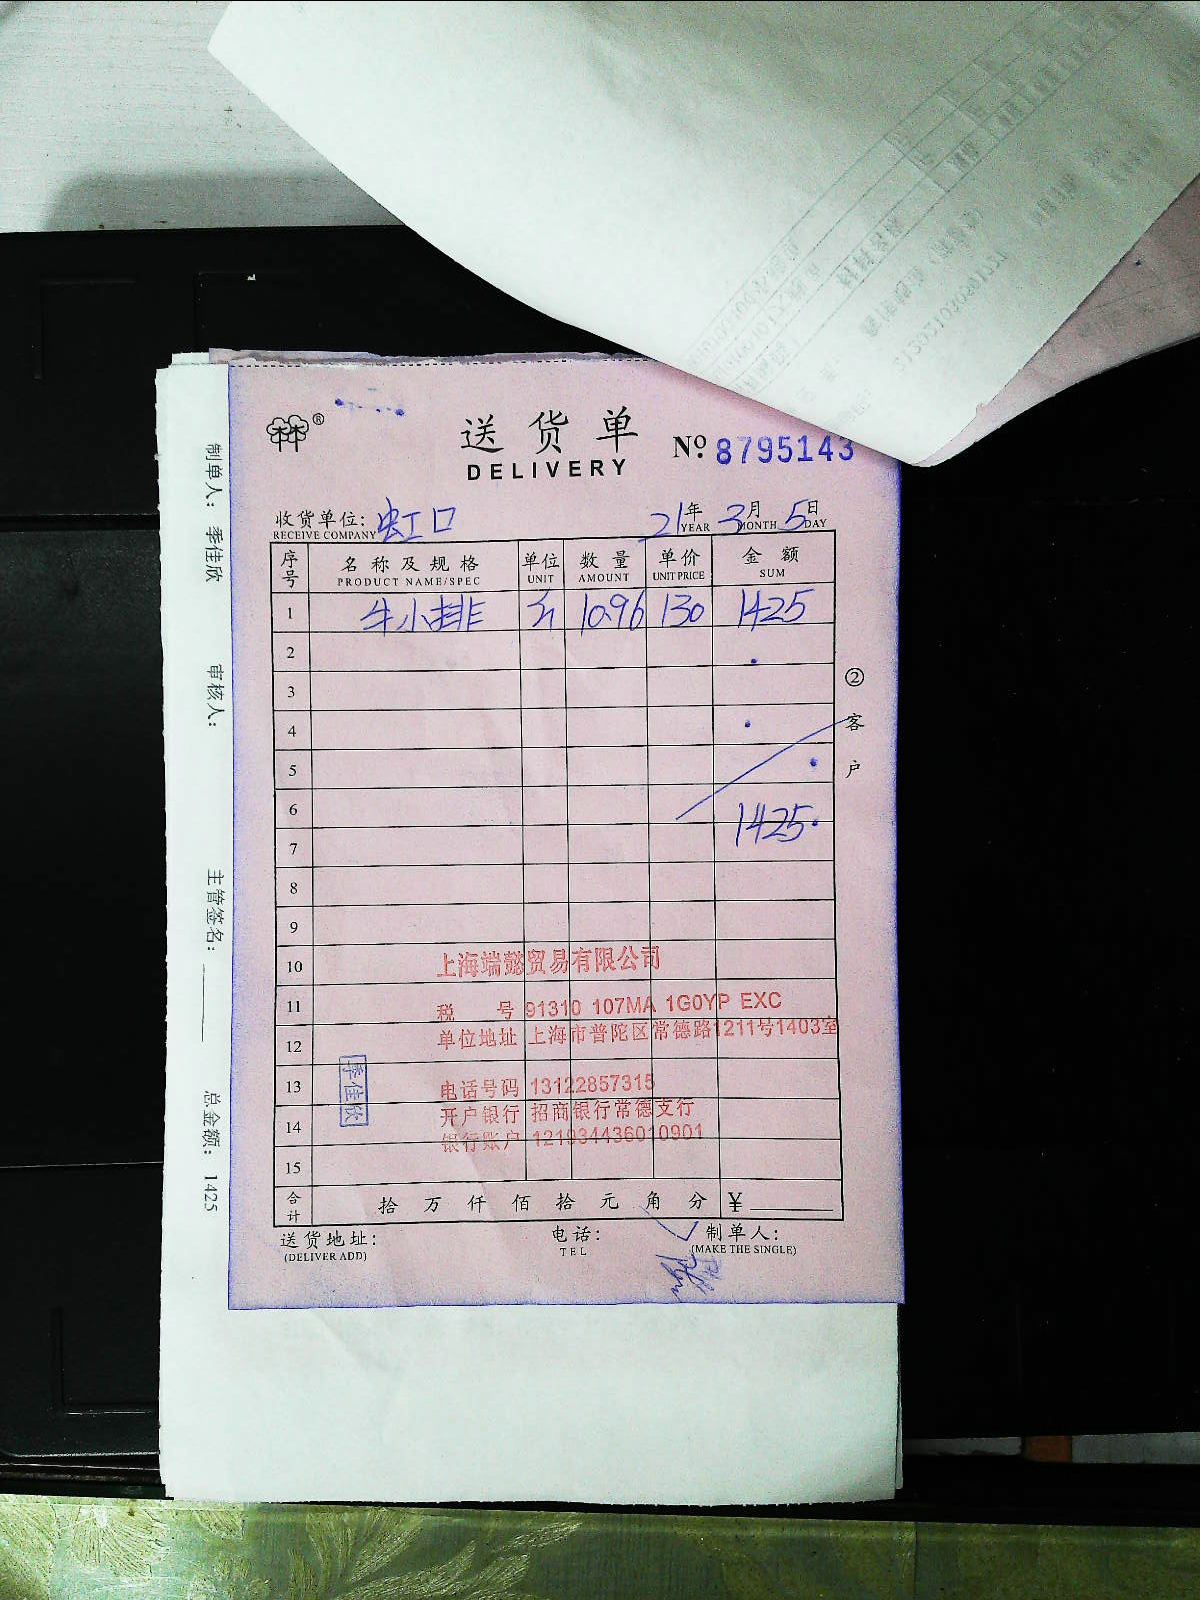 送货单
DELIVERY
No. 8795143
收货单位: 虹口
RECEIVE COMPANY
21年3月5日
YEAR MONTH DAY
序号 名称及规格 单位 数量 单价 金额
PRODUCT NAME/SPEC UNIT AMOUNT UNIT PRICE SUM
1 牛小排 10.96 130 1425
2
3
4
5
6
1425
7
8
9
10
11
12
13
14
15
② 客户
上海端懿贸易有限公司
税 号 91310 107MA 1G0YP EXC
单位地址 上海市普陀区常德路1211号1403室
电话号码 13122857315
开户银行 招商银行常德支行
银行账户 121934436010901
季佳欣
合计 拾万仟佰拾元角分 ¥
送货地址: 电话: 制单人:
(DELIVER ADD) TEL (MAKE THE SINGLE)
制单人: 季佳欣 审核人: 主管签名: 总金额: 1425